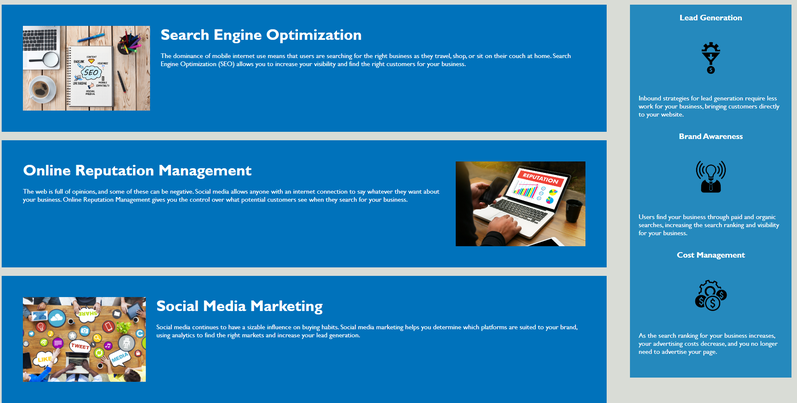 Search Engine Optimization
The dominance of mobile internet use means that users are searching for the right business as they travel, shop, or sit on their couch at home. Search
Engine Optimization (SEO) allows you to increase your visibility and find the right customers for your business.
SEO
Online Reputation Management
The web is full of opinions, and some of these can be negative. Social media allows anyone with an internet connection to say whatever they want about
your business. Online Reputation Management gives you the control over what potential customers see when they search for your business.
REPUTATION
Social Media Marketing
Social media continues to have a sizable influence on buying habits. Social media marketing helps you determine which platforms are suited to your brand,
using analytics to find the right markets and increase your lead generation.
TWEET
LIKE
MEDIA
Lead Generation
Inbound strategies for lead generation require less
work for your business, bringing customers directly
to your website.
Brand Awareness
Users find your business through paid and organic
searches, increasing the search ranking and visibility
for your business.
Cost Management
As the search ranking for your business increases,
your advertising costs decrease, and you no longer
need to advertise your page.